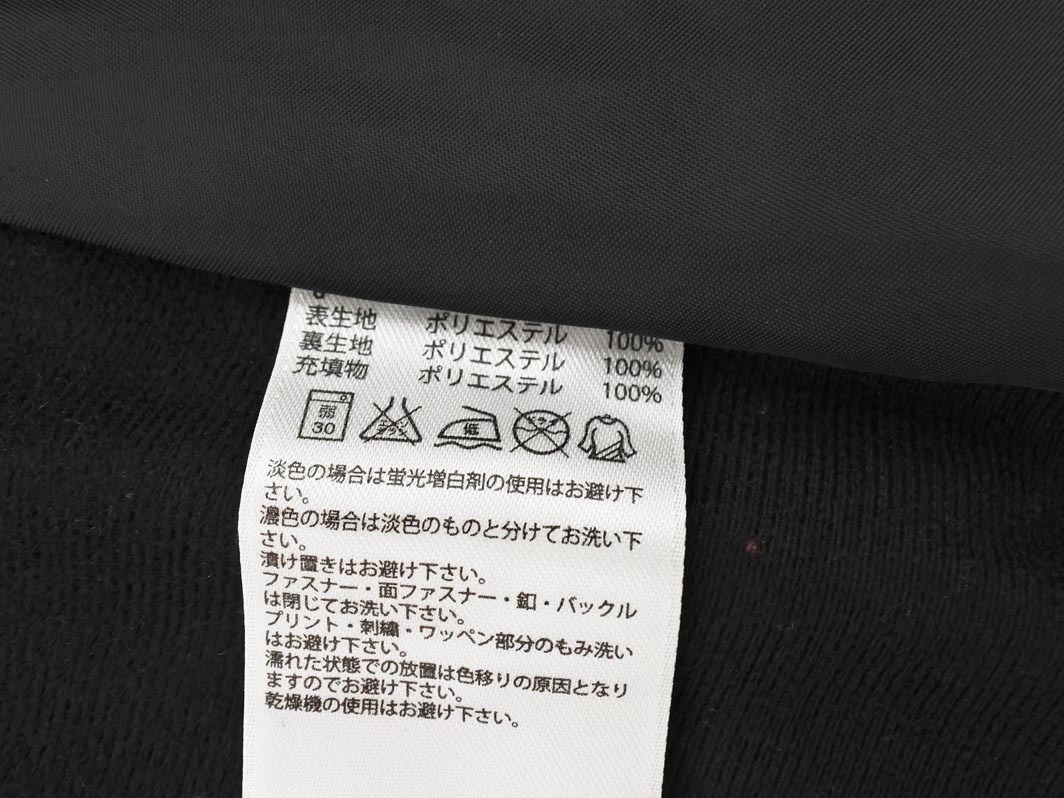 表生地 ポリエステル 100%
裏生地 ポリエステル 100%
充填物 ポリエステル 100%
弱 30 低
淡色の場合は蛍光増白剤の使用はお避け下
さい。
濃色の場合は淡色のものと分けてお洗い下
さい。
漬け置きはお避け下さい。
ファスナー・面ファスナー・釦・バックル
は閉じてお洗い下さい。
プリント・刺繍・ワッペン部分のもみ洗い
はお避け下さい。
濡れた状態での放置は色移りの原因となり
ますのでお避け下さい。
乾燥機の使用はお避け下さい。